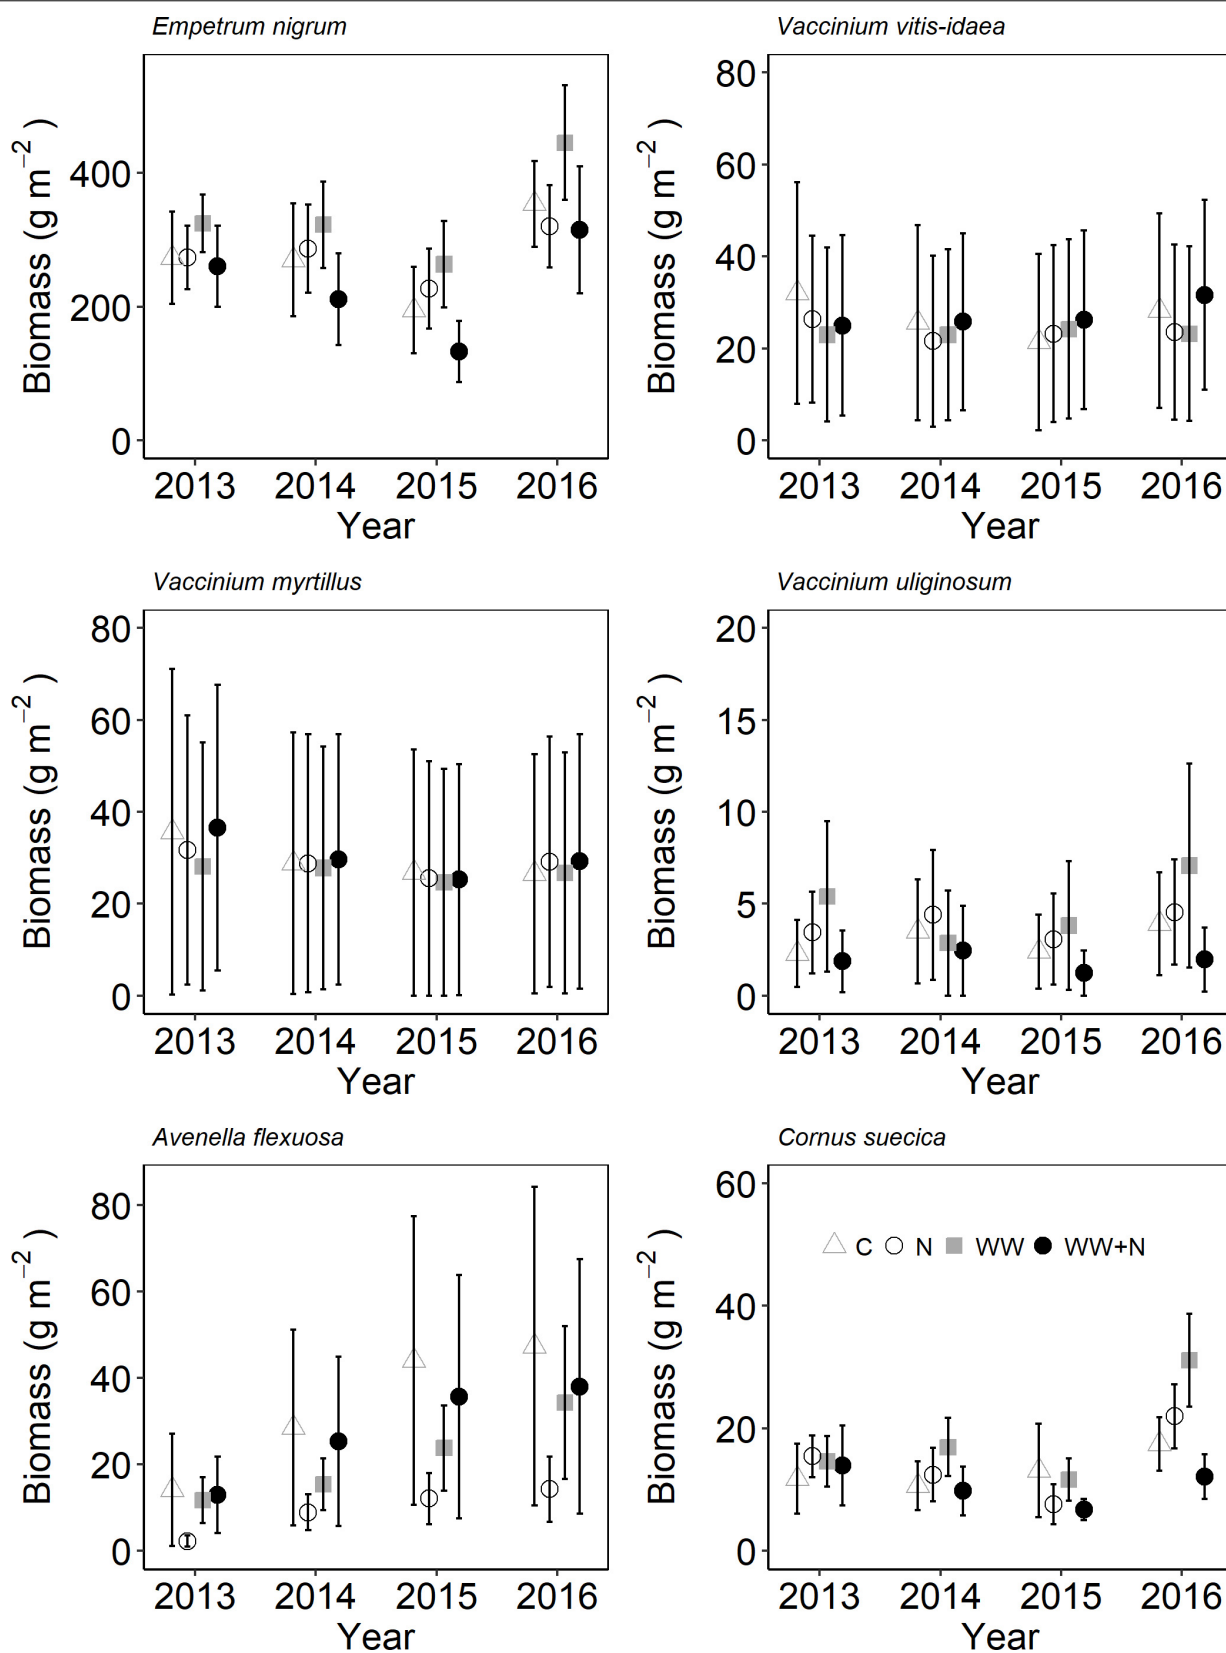 Empetrum nigrum
Vaccinium vitis-idaea
Biomass (g m−2 )
400
200
0
2013 2014 2015 2016
Year
Biomass (g m−2 )
80
60
40
20
0
2013 2014 2015 2016
Year
Vaccinium myrtillus
Vaccinium uliginosum
Biomass (g m−2 )
80
60
40
20
0
2013 2014 2015 2016
Year
Biomass (g m−2 )
20
15
10
5
0
2013 2014 2015 2016
Year
Avenella flexuosa
Cornus suecica
Biomass (g m−2 )
80
60
40
20
0
2013 2014 2015 2016
Year
Biomass (g m−2 )
60
40
20
0
C N WW WW+N
2013 2014 2015 2016
Year